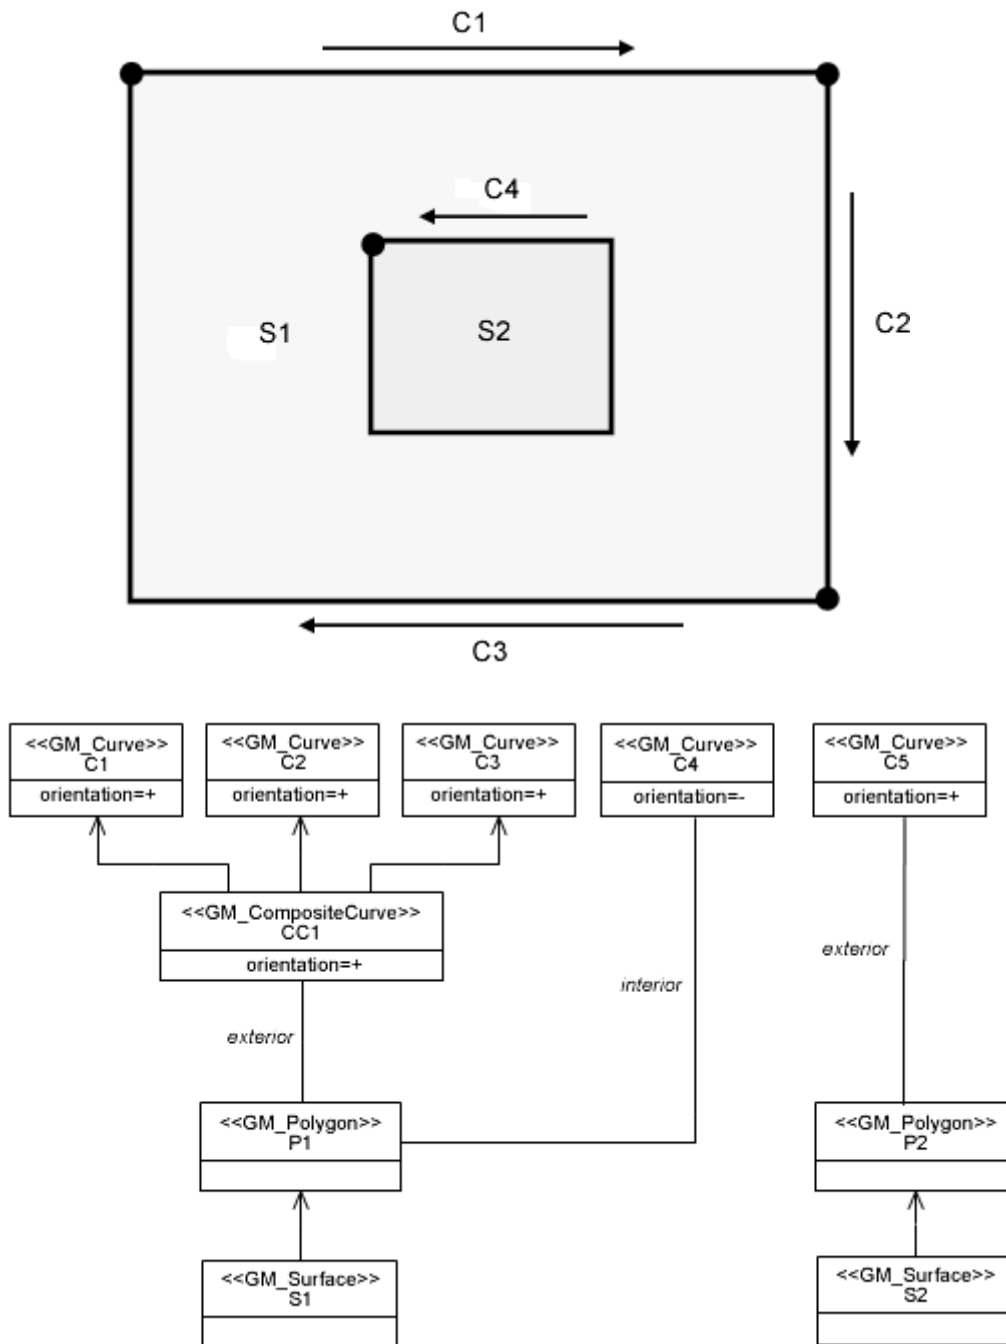 C1
C4
S1
S2
C2
C3
<<GM_Curve>>
C1
orientation=+
<<GM_Curve>>
C2
orientation=+
<<GM_Curve>>
C3
orientation=+
<<GM_Curve>>
C4
orientation=-
<<GM_Curve>>
C5
orientation=+
<<GM_CompositeCurve>>
CC1
orientation=+
exterior
interior
exterior
<<GM_Polygon>>
P1
<<GM_Polygon>>
P2
<<GM_Surface>>
S1
<<GM_Surface>>
S2